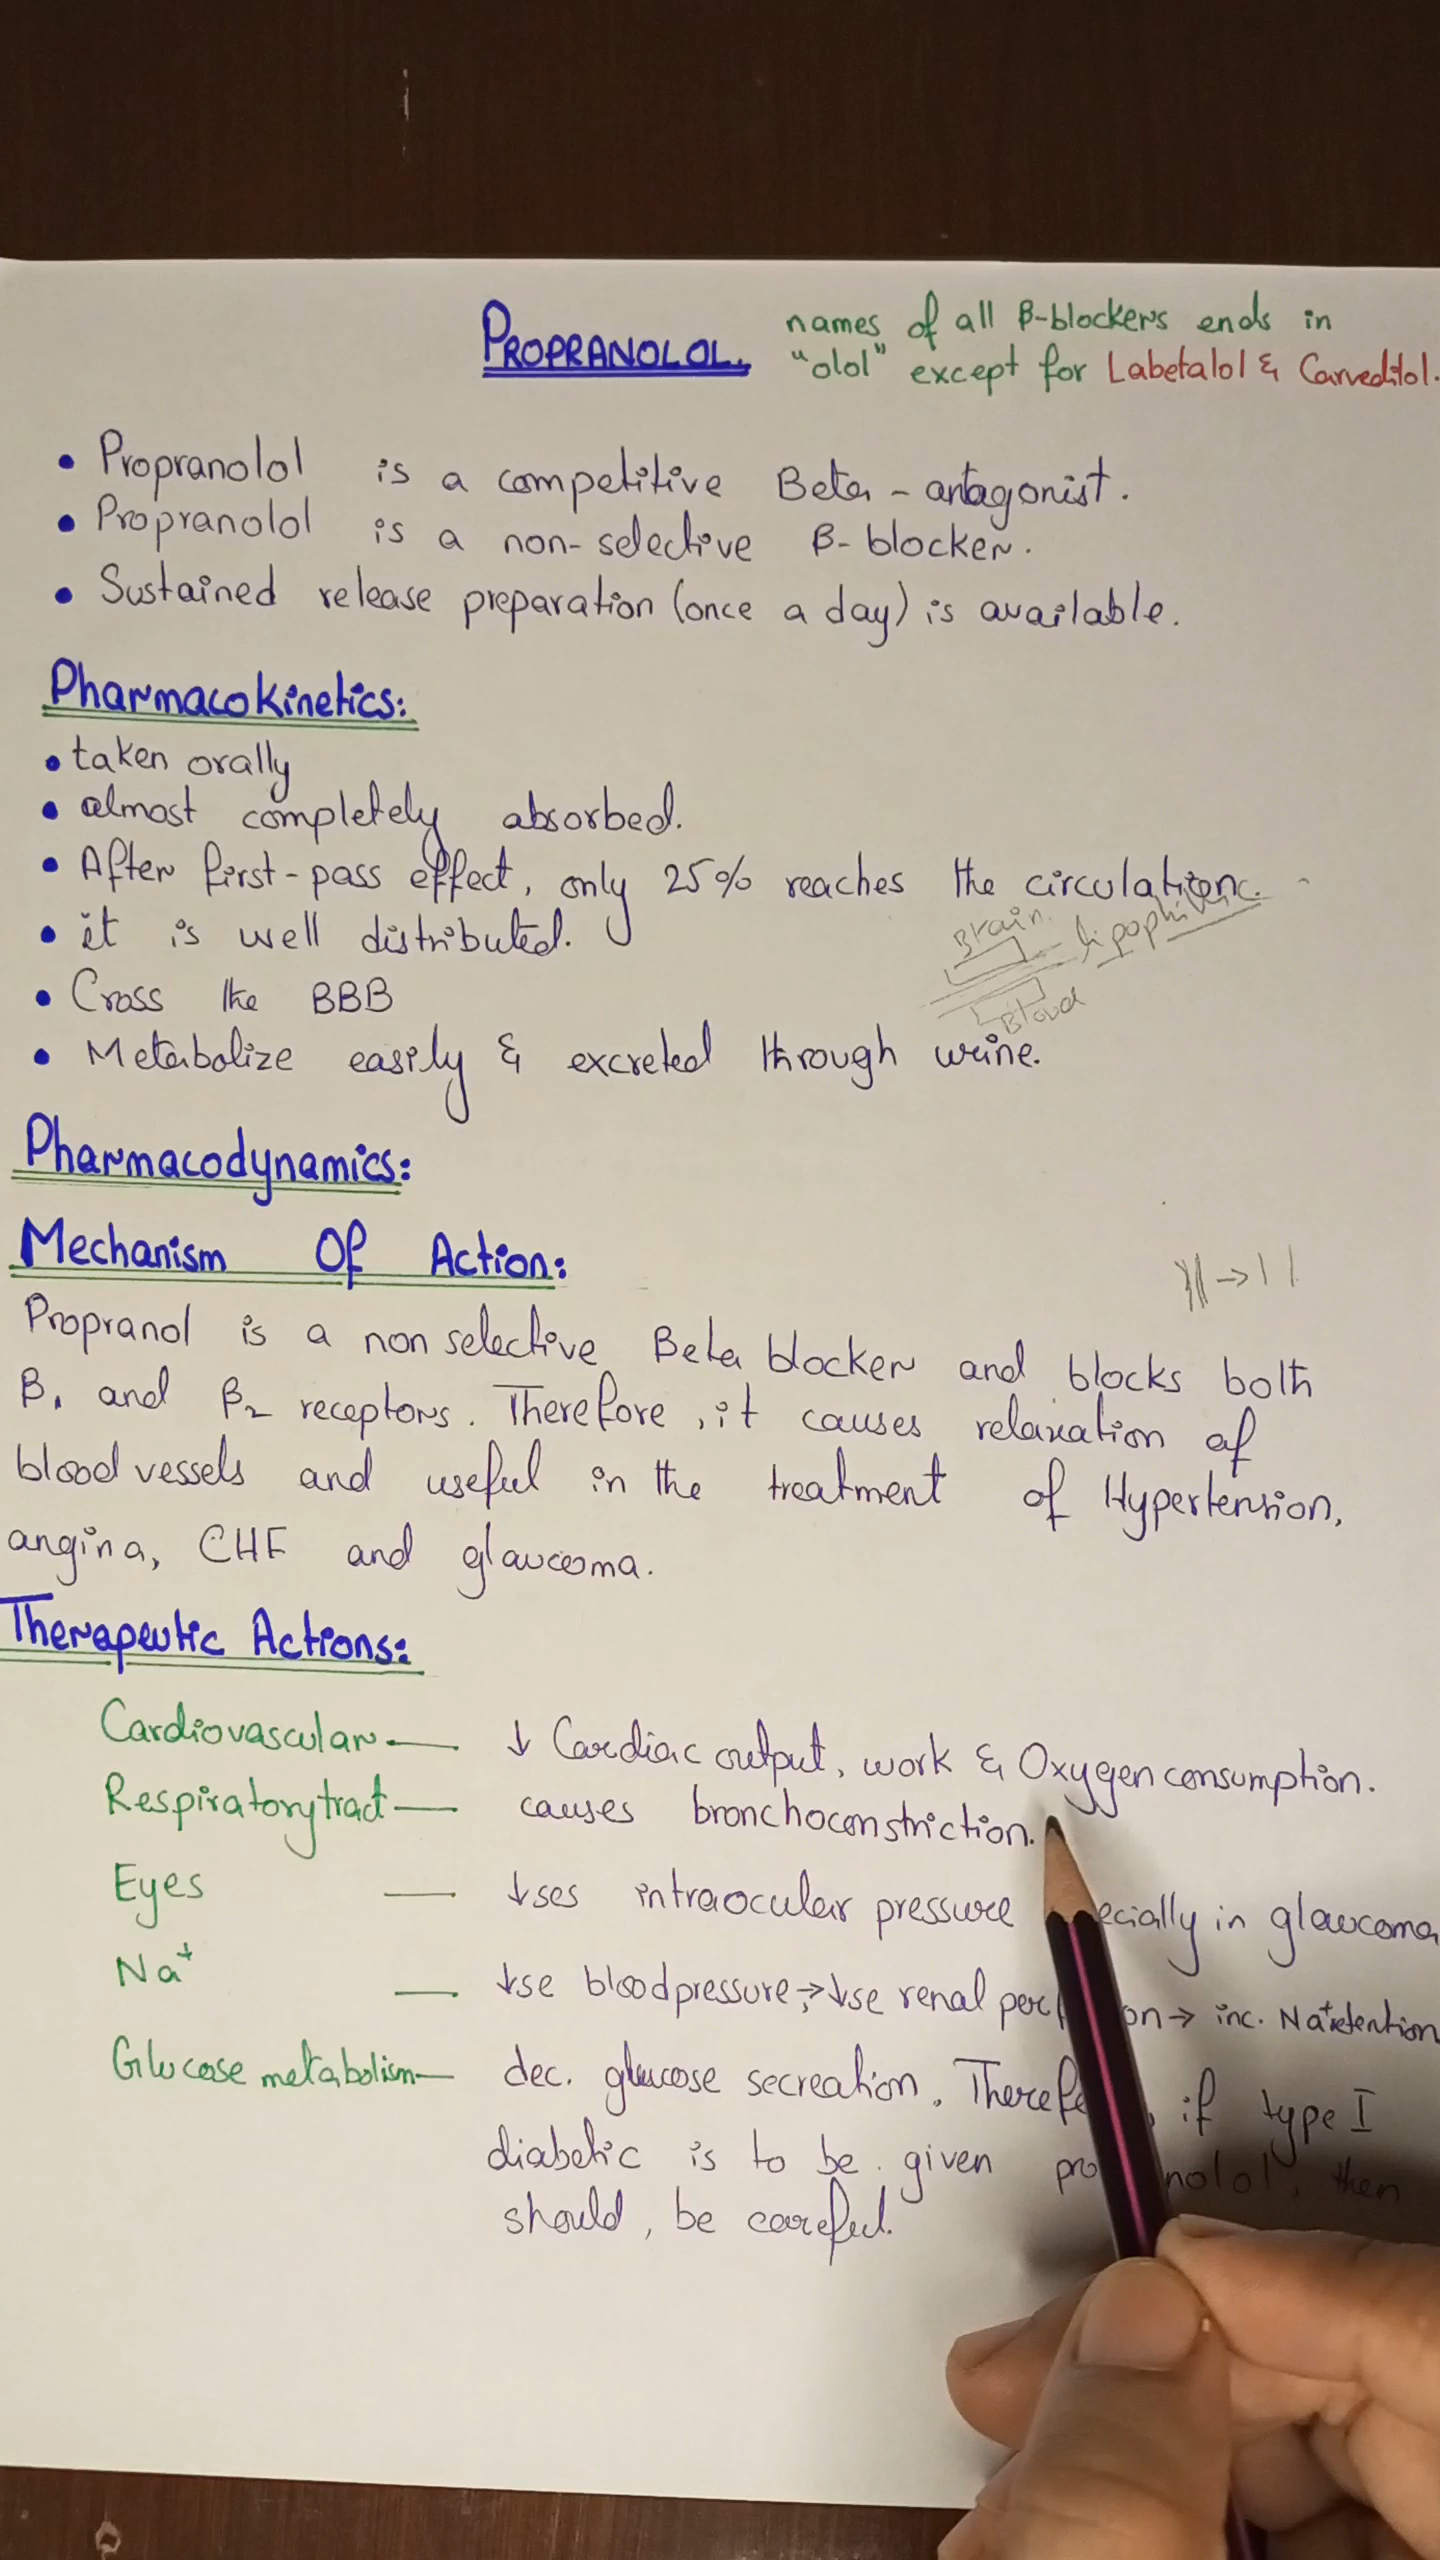 PROPRANOLOL.
names of all β-blockers ends in
"olol" except for Labetalol & Carveditol.
• Propranolol is a competitive Beta-antagonist.
• Propranolol is a non-selective β-blocker.
• Sustained release preparation (once a day) is available.
Pharmacokinetics:
• taken orally
• almost completely absorbed.
• After first-pass effect, only 25% reaches the circulation.
• it is well distributed.
Brain lipophilic
• Cross the BBB
Blood
• Metabolize easily & excreted through urine.
Pharmacodynamics:
Mechanism Of Action:
Propranol is a non selective Beta blocker and blocks both
β1 and β2 receptors. Therefore, it causes relaxation of
blood vessels and useful in the treatment of Hypertension,
angina, CHF and glaucoma.
Therapeutic Actions:
Cardiovascular — ↓ Cardiac output, work & Oxygen consumption.
Respiratory tract — causes bronchoconstriction.
Eyes — ↓ses intraocular pressure ecially in glaucoma
Na+ — ↓se blood pressure; → ↓se renal per on → inc. Na+ retention
Glucose metabolism — dec. glucose secreation. Theref , if type I
diabetic is to be given pro nolol, then
should, be careful.